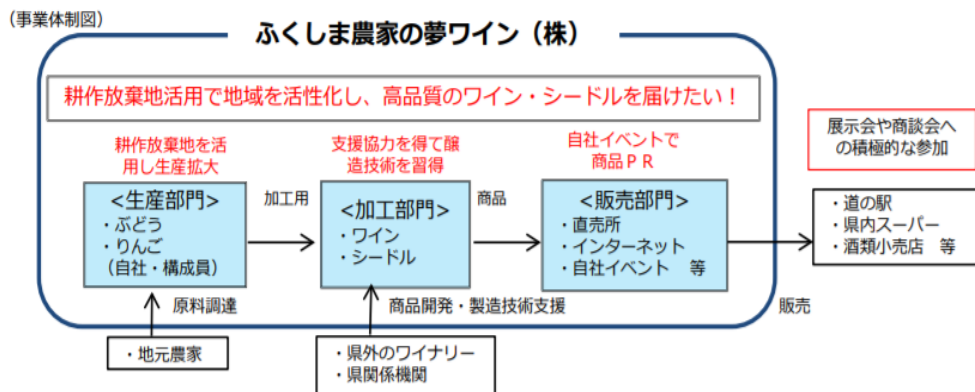 （事業体制図）
ふくしま農家の夢ワイン（株）
耕作放棄地活用で地域を活性化し、高品質のワイン・シードルを届けたい！
耕作放棄地を活
用し生産拡大
<生産部門>
・ぶどう
・りんご
（自社・構成員）
加工用
支援協力を得て醸
造技術を習得
<加工部門>
・ワイン
・シードル
商品
自社イベントで
商品ＰＲ
<販売部門>
・直売所
・インターネット
・自社イベント　等
展示会や商談会へ
の積極的な参加
・道の駅
・県内スーパー
・酒類小売店　等
原料調達
商品開発・製造技術支援
販売
・地元農家
・県外のワイナリー
・県関係機関